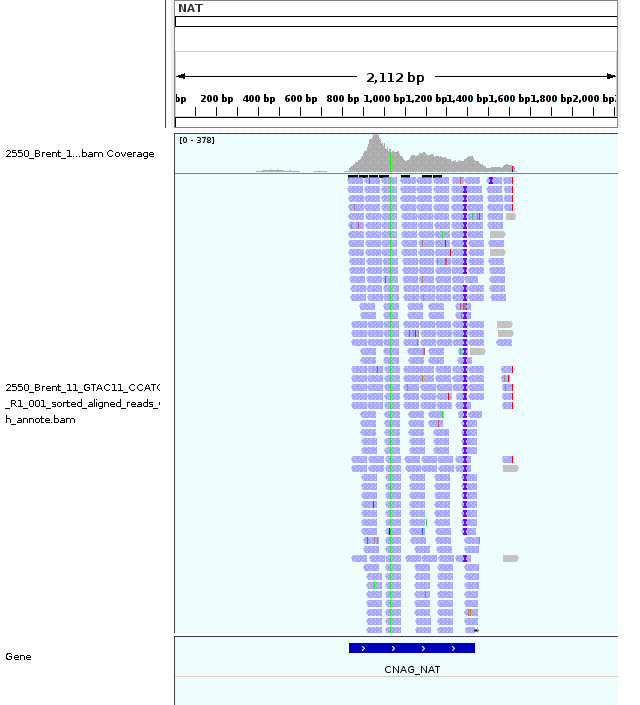 NAT
2,112 bp
bp 200 bp 400 bp 600 bp 800 bp 1,000 bp 1,200 bp 1,400 bp 1,600 bp 1,800 bp 2,000 bp
[0 - 378]
2550_Brent_1...bam Coverage
2550_Brent_11_GTAC11_CCATC
_R1_001_sorted_aligned_reads_
h_annote.bam
Gene
CNAG_NAT